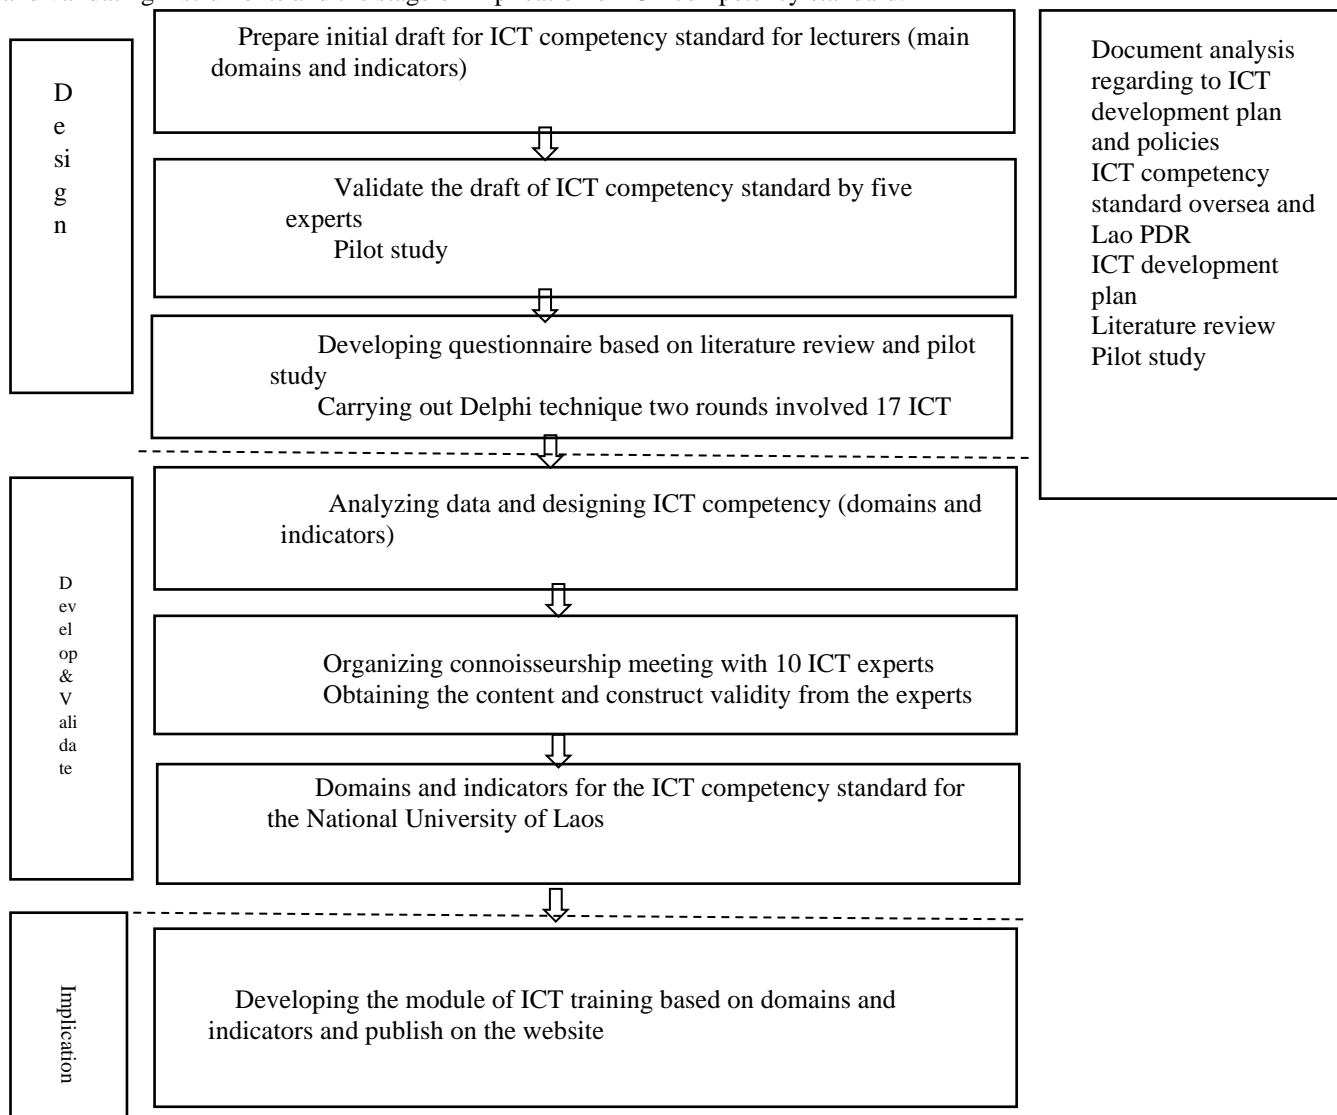 Prepare initial draft for ICT competency standard for lecturers (main
domains and indicators)
D
e
si
g
n
Validate the draft of ICT competency standard by five
experts
Pilot study
Developing questionnaire based on literature review and pilot
study
Carrying out Delphi technique two rounds involved 17 ICT
Document analysis
regarding to ICT
development plan
and policies
ICT competency
standard oversea and
Lao PDR
ICT development
plan
Literature review
Pilot study
D
ev
el
op
&
V
ali
da
te
Analyzing data and designing ICT competency (domains and
indicators)
Organizing connoisseurship meeting with 10 ICT experts
Obtaining the content and construct validity from the experts
Domains and indicators for the ICT competency standard for
the National University of Laos
Implication
Developing the module of ICT training based on domains and
indicators and publish on the website